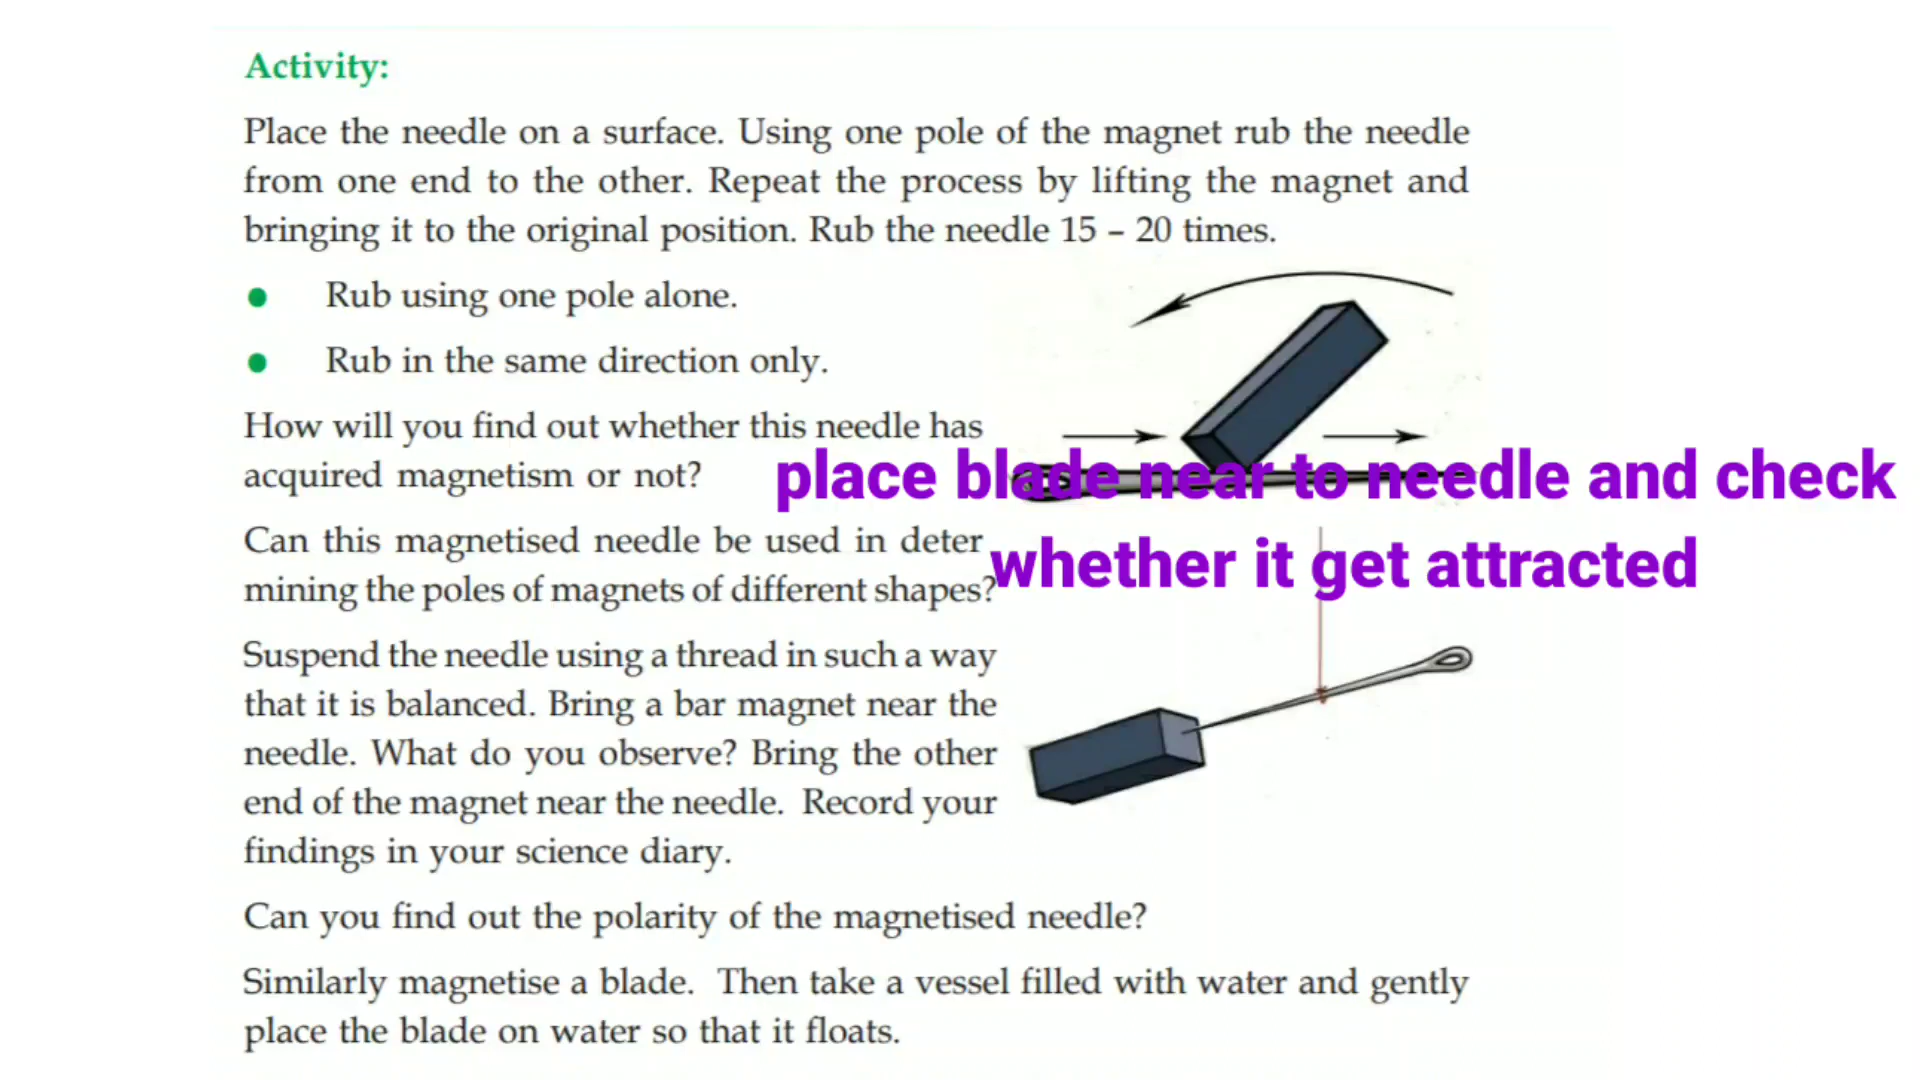 Activity:
Place the needle on a surface. Using one pole of the magnet rub the needle
from one end to the other. Repeat the process by lifting the magnet and
bringing it to the original position. Rub the needle 15 – 20 times.
● Rub using one pole alone.
● Rub in the same direction only.
How will you find out whether this needle has
acquired magnetism or not?
place blade near to needle and check
whether it get attracted
Can this magnetised needle be used in deter
mining the poles of magnets of different shapes?
Suspend the needle using a thread in such a way
that it is balanced. Bring a bar magnet near the
needle. What do you observe? Bring the other
end of the magnet near the needle. Record your
findings in your science diary.
Can you find out the polarity of the magnetised needle?
Similarly magnetise a blade. Then take a vessel filled with water and gently
place the blade on water so that it floats.